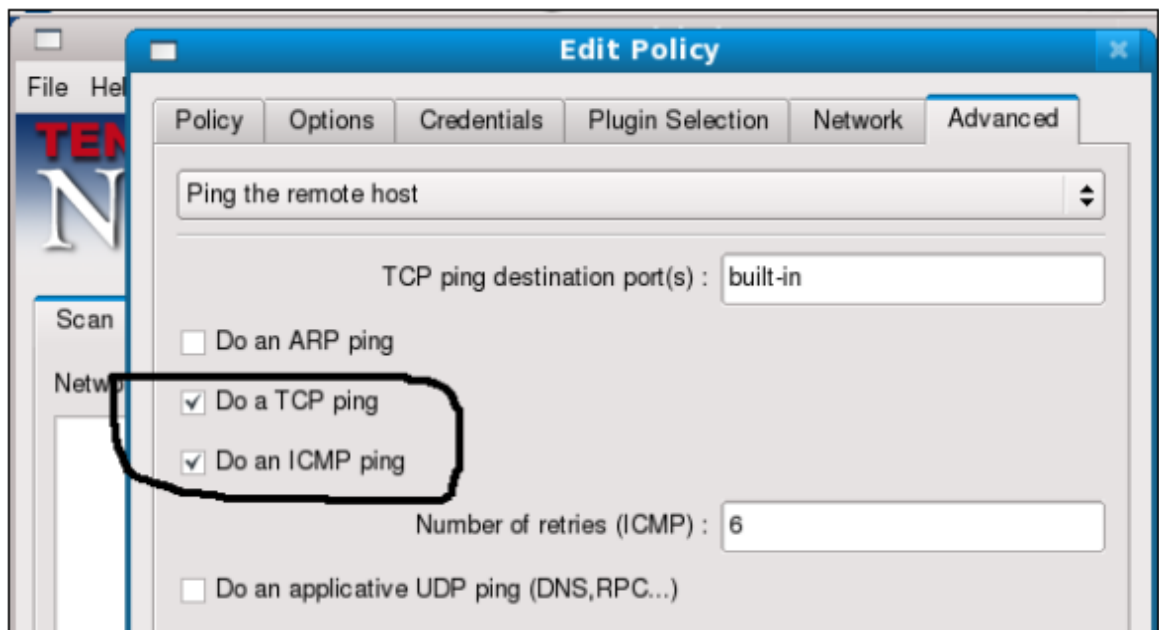 Edit Policy
File Hel
Policy Options Credentials Plugin Selection Network Advanced
TEN
N
Ping the remote host
TCP ping destination port(s) : built-in
Scan
Do an ARP ping
Netwo
Do a TCP ping
Do an ICMP ping
Number of retries (ICMP) : 6
Do an applicative UDP ping (DNS,RPC...)